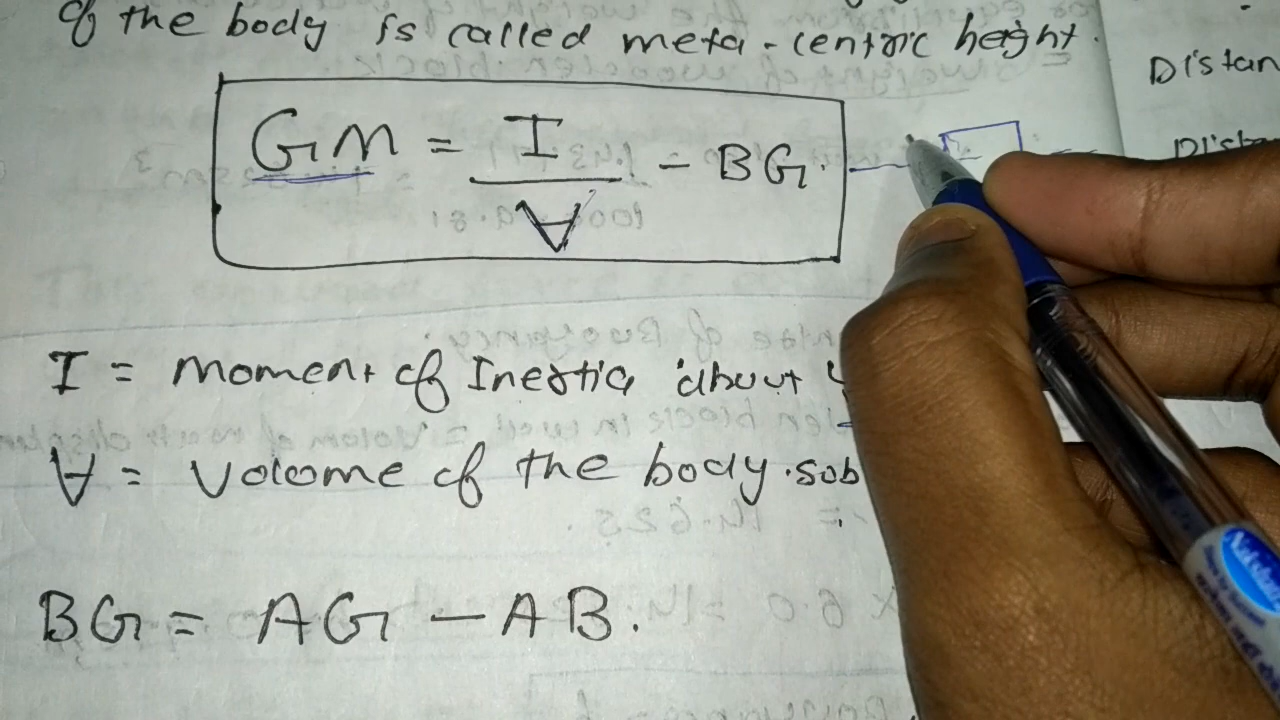 of the body is called meta-centric height.
Distan
GM = I/∀ - BG.
Dist
I = Moment of Inertia about y
∀ = Volume of the body sub
BG = AG - AB.